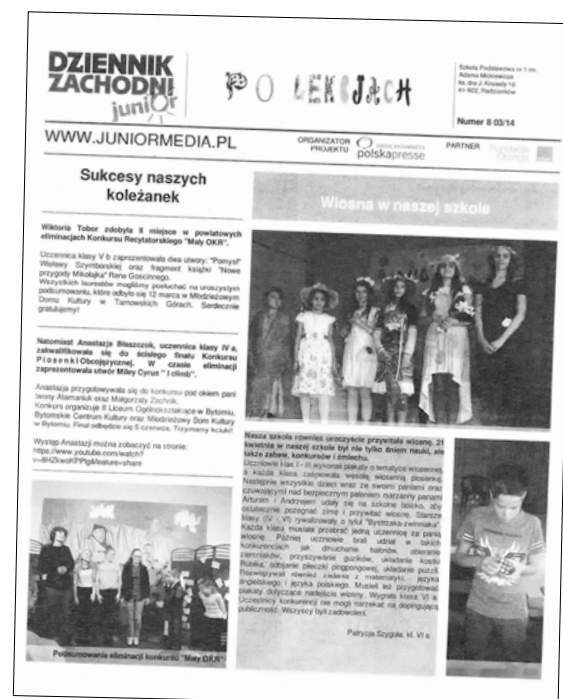 DZIENNIK
ZACHODNI
junior
PO LEKCJACH
Szkoła Podstawowa nr 1 im.
Adama Mickiewicza
ks. dra J. Knosały 10
41-922, Radzionków
Numer 8 03/14
WWW.JUNIORMEDIA.PL
ORGANIZATOR
PROJEKTU
polskapresse
PARTNER
Fundacja
Orange
Sukcesy naszych
koleżanek
Wiktoria Tobor zdobyła II miejsce w powiatowych
eliminacjach Konkursu Recytatorskiego "Mały OKR".
Uczennica klasy V b zaprezentowała dwa utwory: "Pomysł"
Wisławy Szymborskiej oraz fragment książki "Nowe
przygody Mikołajka" Rene Goscinnego.
Wszystkich laureatów mogliśmy posłuchać na uroczystym
podsumowaniu, które odbyło się 12 marca w Młodzieżowym
Domu Kultury w Tarnowskich Górach. Serdecznie
gratulujemy!
Natomiast Anastazja Błaszczok, uczennica klasy IV a,
zakwalifikowała się do ścisłego finału Konkursu
Piosenki Obcojęzycznej. W czasie eliminacji
zaprezentowała utwór Miley Cyrus " I climb".
Anastazja przygotowywała się do konkursu pod okiem pani
Iwony Atamaniuk oraz Małgorzaty Zschnik.
Konkurs organizuje II Liceum Ogólnokształcące w Bytomiu,
Bytomskie Centrum Kultury oraz Młodzieżowy Dom Kultury
w Bytomiu. Finał odbędzie się 5 czerwca. Trzymamy kciuki!
Występ Anastazji można zobaczyć na stronie:
https://www.youtube.com/watch?
Podsumowanie eliminacji konkursu "Mały OKR".
Wiosna w naszej szkole
Nasza szkoła również uroczyście przywitała wiosnę. 21
kwietnia w naszej szkole był nie tylko dniem nauki, ale
także zabaw, konkursów i śmiechu.
Uczniowie klas I - III wykonali plakaty o tematyce wiosennej,
a każda klasa zaśpiewała wesołą wiosenną piosenkę.
Następnie wszystkie dzieci wraz ze swoimi paniami oraz
czuwającymi nad bezpiecznym paleniem marzanny panami
Arturem i Andrzejem udały się na szkolne boisko, aby
ostatecznie pożegnać zimę i przywitać wiosnę. Starsze
klasy (IV - VI) rywalizowały o tytuł "Bystrzaka zwinniaka".
Każda klasa musiała przebrać jedną uczennicę za panią
wiosnę. Później uczniowie brali udział w takich
konkurencjach jak dmuchanie balonów, obieranie
ziemniaków, przyszywanie guzików, układanie kostki
Rubika, odbijanie piłeczki pingpongowej, układanie puzzli.
Rozwiązywali również zadania z matematyki, języka
angielskiego i języka polskiego. Musieli też przygotować
plakaty dotyczące nadejścia wiosny. Wygrała klasa VI a.
Uczestnicy konkurencji nie mogli narzekać na dopingującą
publiczność. Wszyscy byli zadowoleni.
Patrycja Szyguła, kl. VI a